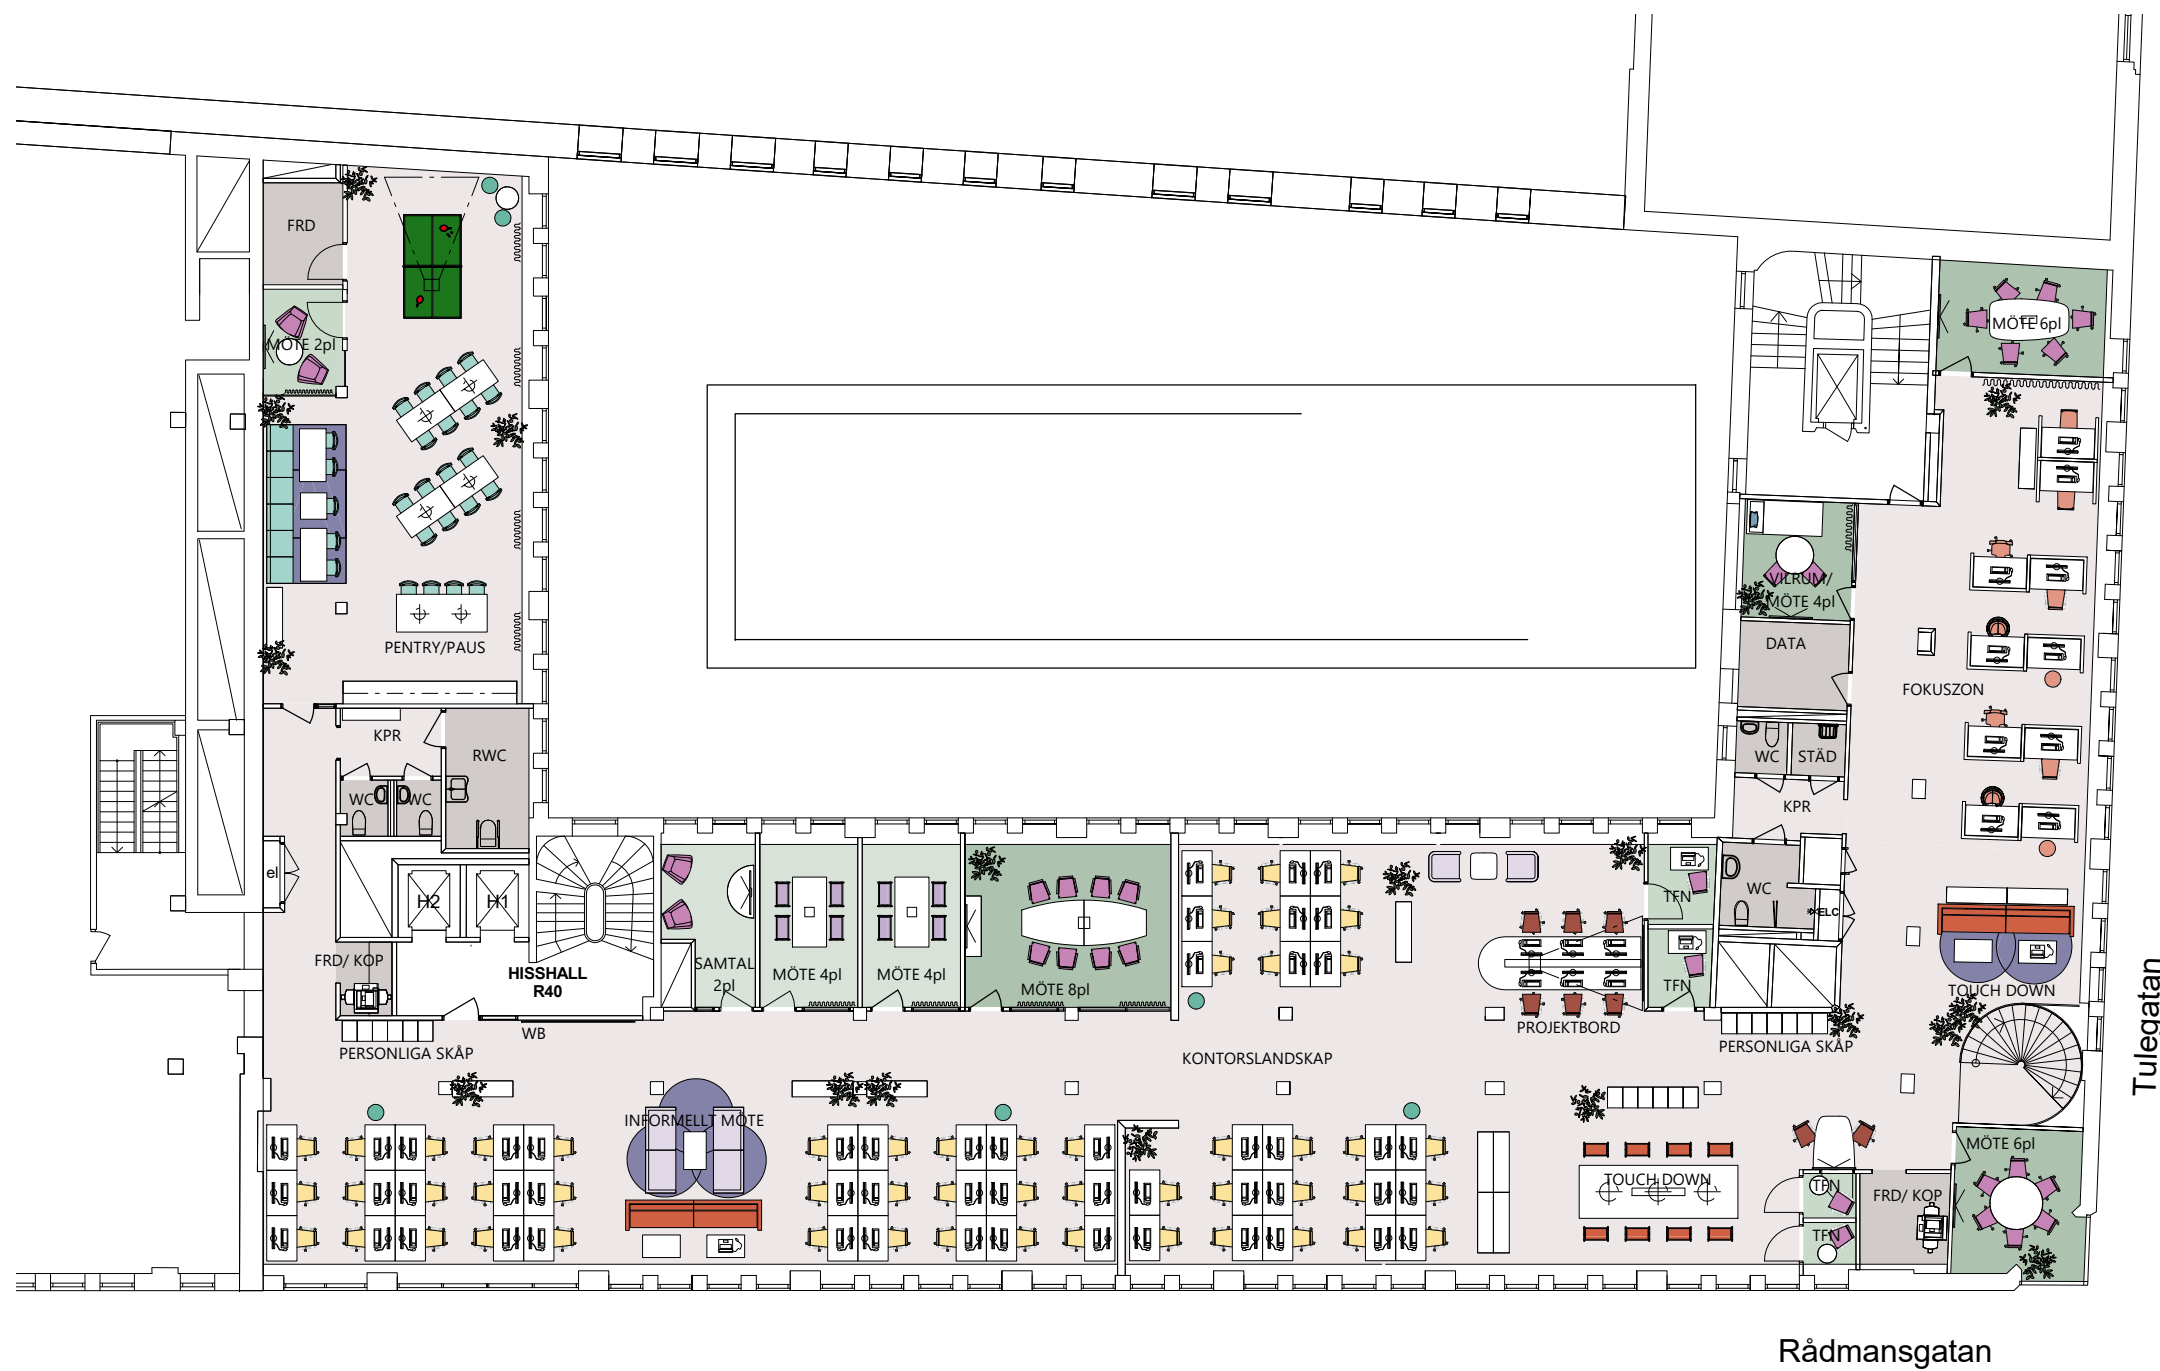 FRD
MÖTE 2pl
MÖTE 6pl
VILRUM/
MÖTE 4pl
PENTRY/PAUS
DATA
FOKUSZON
KPR
RWC
WC
WC
WC
STÄD
KPR
el
H2
H1
WC
ELC
FRD/ KOP
HISSHALL
R40
SAMTAL
2pl
MÖTE 4pl
MÖTE 4pl
MÖTE 8pl
TFN
TFN
TOUCH DOWN
WB
PERSONLIGA SKÅP
PROJEKTBORD
PERSONLIGA SKÅP
KONTORSLANDSKAP
Tulegatan
INFORMELLT MÖTE
MÖTE 6pl
TOUCH DOWN
TFN
FRD/ KOP
TFN
Rådmansgatan